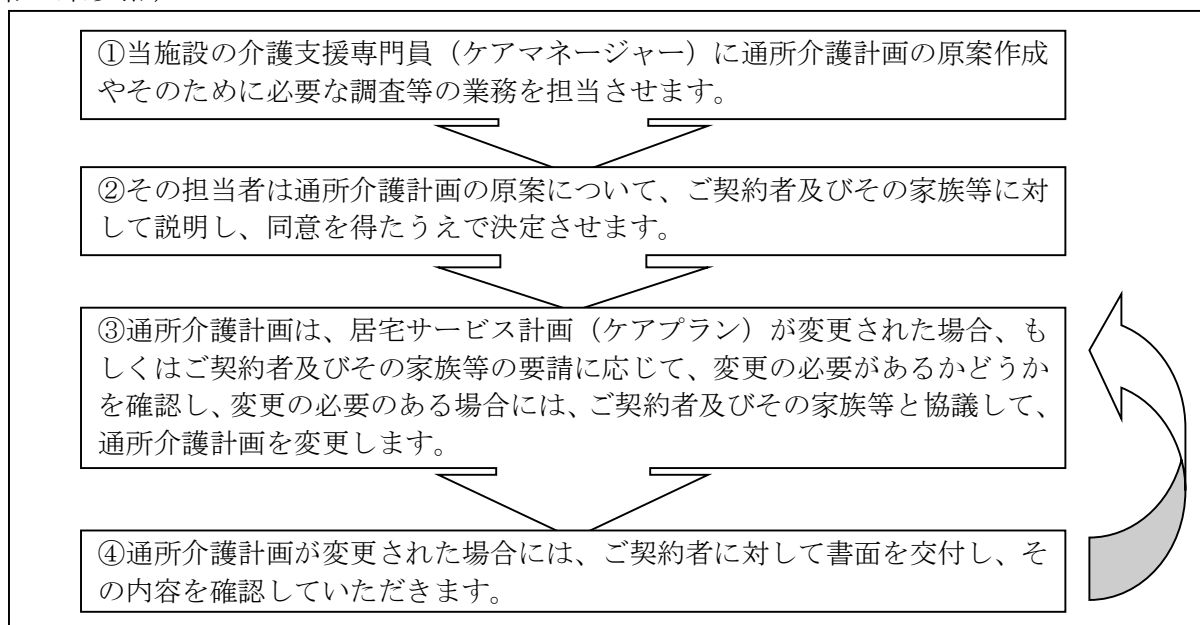 ①当施設の介護支援専門員（ケアマネージャー）に通所介護計画の原案作成
やそのために必要な調査等の業務を担当させます。
②その担当者は通所介護計画の原案について、ご契約者及びその家族等に対
して説明し、同意を得たうえで決定させます。
③通所介護計画は、居宅サービス計画（ケアプラン）が変更された場合、も
しくはご契約者及びその家族等の要請に応じて、変更の必要があるかどうか
を確認し、変更の必要のある場合には、ご契約者及びその家族等と協議して、
通所介護計画を変更します。
④通所介護計画が変更された場合には、ご契約者に対して書面を交付し、そ
の内容を確認していただきます。